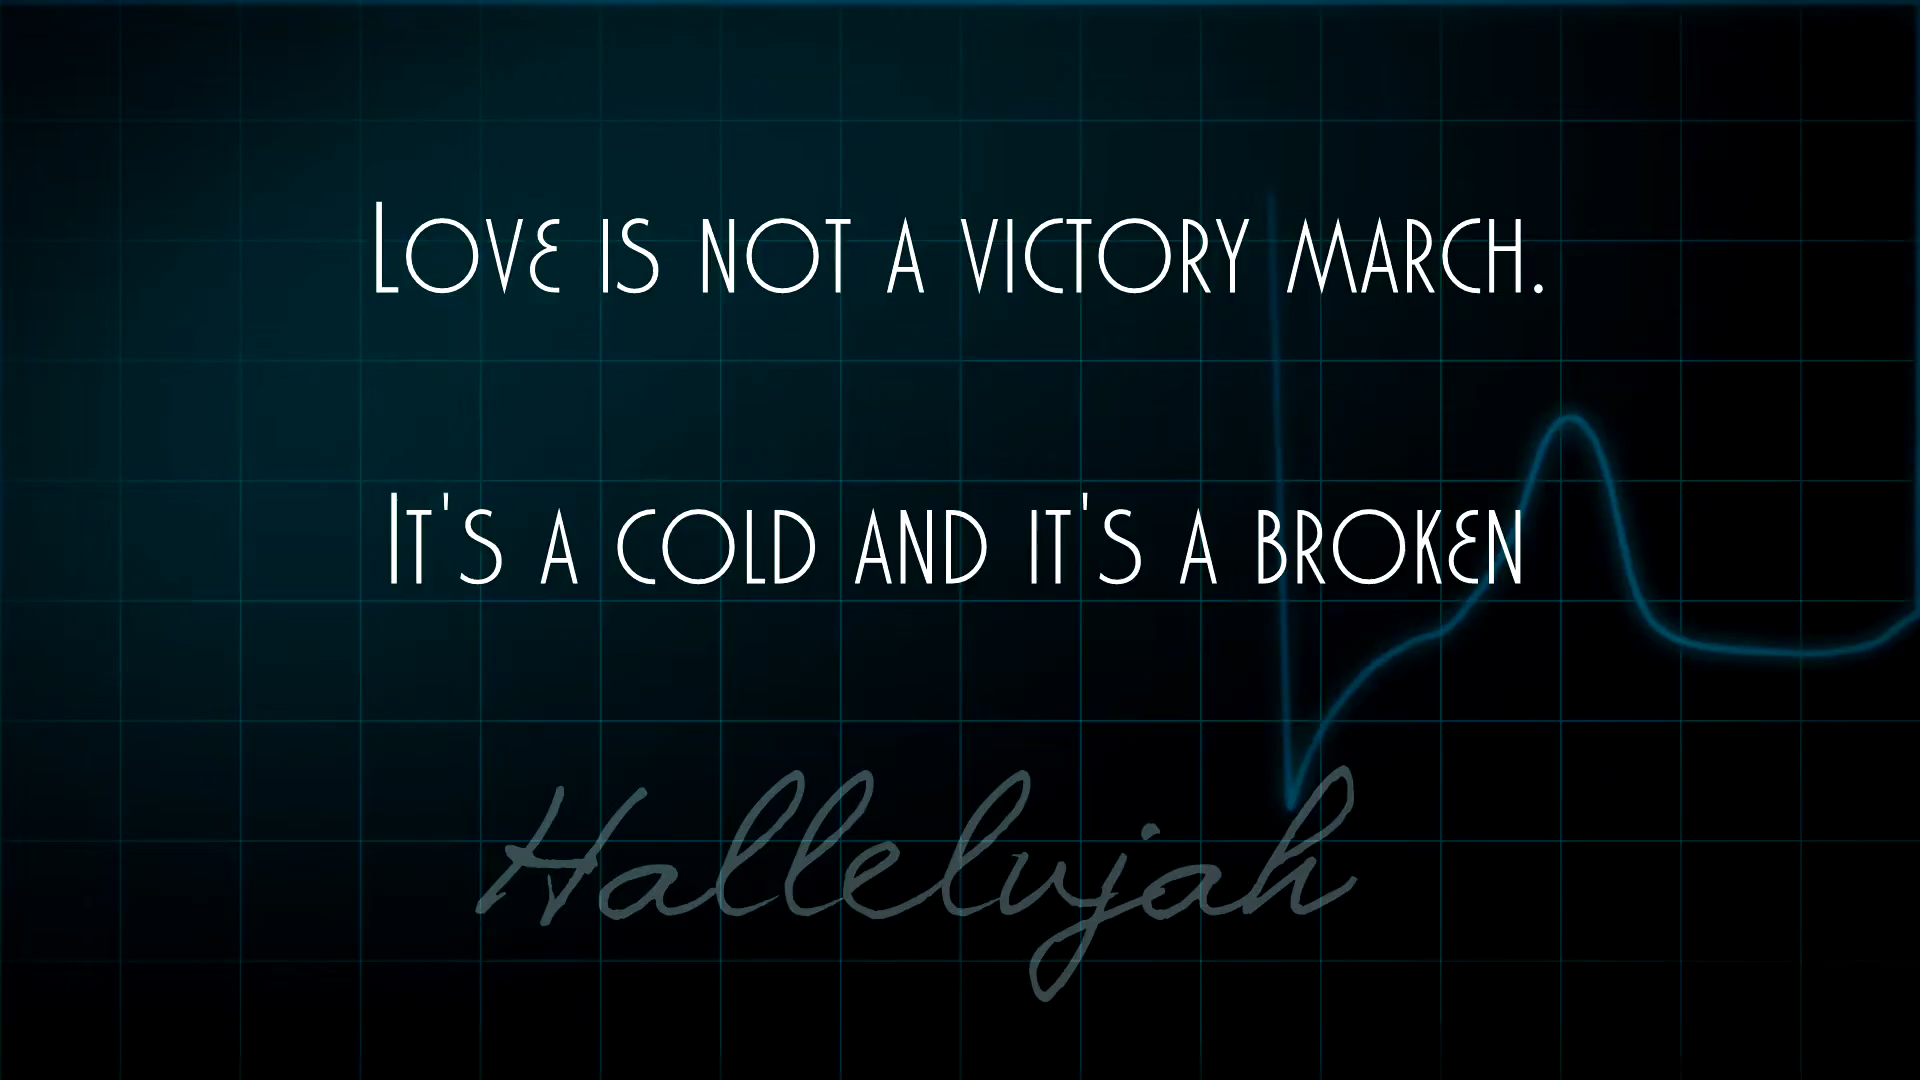 Love is not a victory march.
It's a cold and it's a broken
Hallelujah